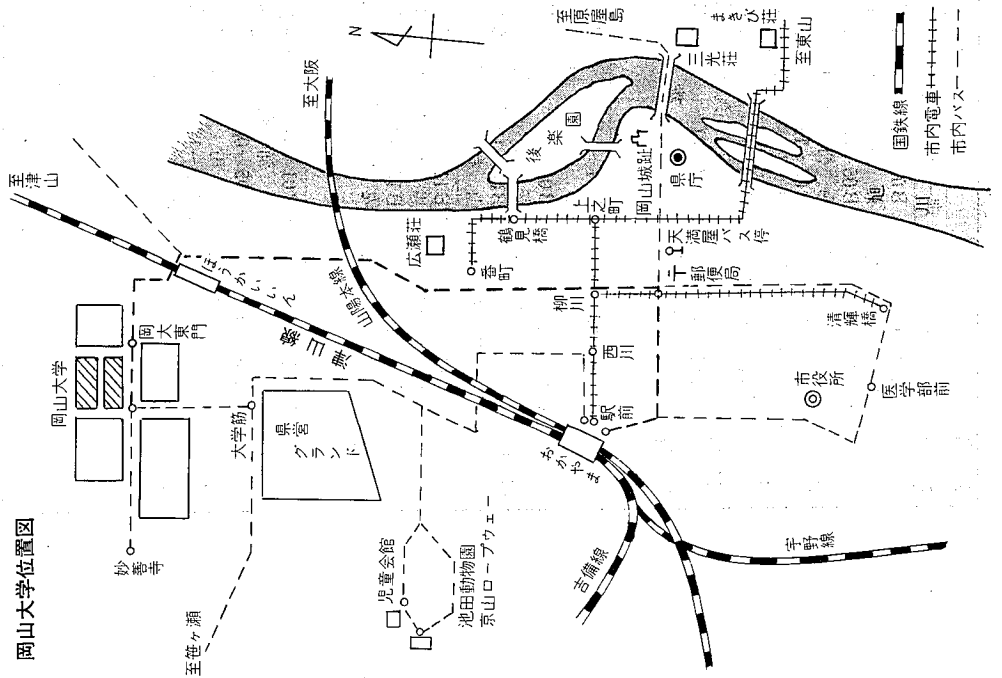 岡山大学位置図
N
至津山
至大阪
至原屋島
まきび荘
三光荘
至東山
国鉄線
市内電車
市内バス
後楽園
岡山城趾
県庁
旭川
上之町
鶴見橋
広瀬荘
番町
天満屋バス停
郵便局
柳川
西川
駅前
清輝橋
医学部前
市役所
ほうかいいん
津山線
山陽本線
おかやま
吉備線
宇野線
岡山大学
岡大東門
大学筋
県営グランド
妙善寺
至笹ヶ瀬
児童会館
池田動物園
京山ロープウェー